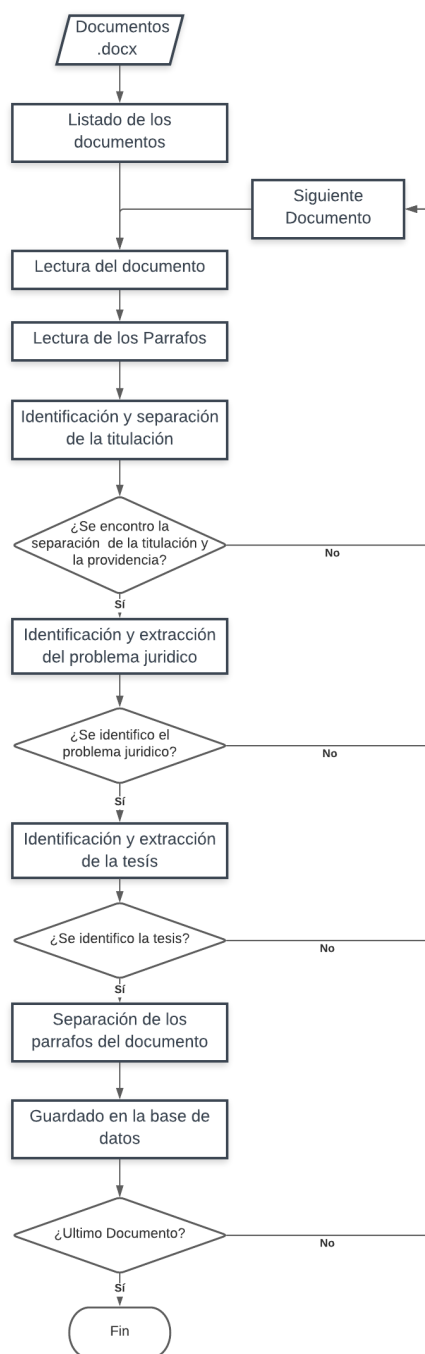 Documentos
.docx
Listado de los
documentos
Siguiente
Documento
Lectura del documento
Lectura de los Parrafos
Identificación y separación
de la titulación
¿Se encontro la
separación de la titulación y
la providencia?
No
Sí
Identificación y extracción
del problema juridico
¿Se identifico el
problema juridico?
No
Sí
Identificación y extracción
de la tesís
¿Se identifico la tesis?
No
Sí
Separación de los
parrafos del documento
Guardado en la base de
datos
¿Ultimo Documento?
No
Sí
Fin